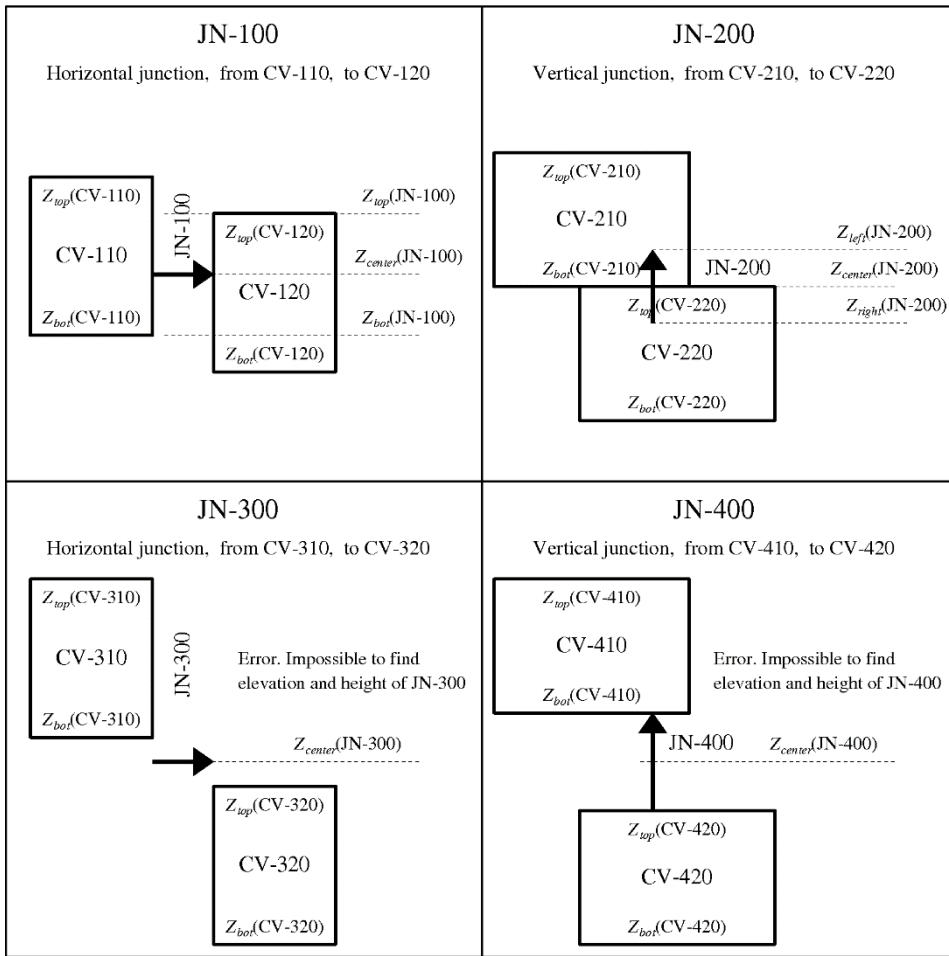 JN-100
Horizontal junction, from CV-110, to CV-120
Z_top(CV-110)
CV-110
Z_bot(CV-110)
JN-100
Z_top(CV-120)
CV-120
Z_bot(CV-120)
Z_top(JN-100)
Z_center(JN-100)
Z_bot(JN-100)
JN-200
Vertical junction, from CV-210, to CV-220
Z_top(CV-210)
CV-210
Z_bot(CV-210)
JN-200
Z_left(JN-200)
Z_center(JN-200)
Z_right(JN-200)
Z_top(CV-220)
CV-220
Z_bot(CV-220)
JN-300
Horizontal junction, from CV-310, to CV-320
Z_top(CV-310)
CV-310
Z_bot(CV-310)
JN-300
Error. Impossible to find
elevation and height of JN-300
Z_center(JN-300)
Z_top(CV-320)
CV-320
Z_bot(CV-320)
JN-400
Vertical junction, from CV-410, to CV-420
Z_top(CV-410)
CV-410
Z_bot(CV-410)
Error. Impossible to find
elevation and height of JN-400
JN-400
Z_center(JN-400)
Z_top(CV-420)
CV-420
Z_bot(CV-420)